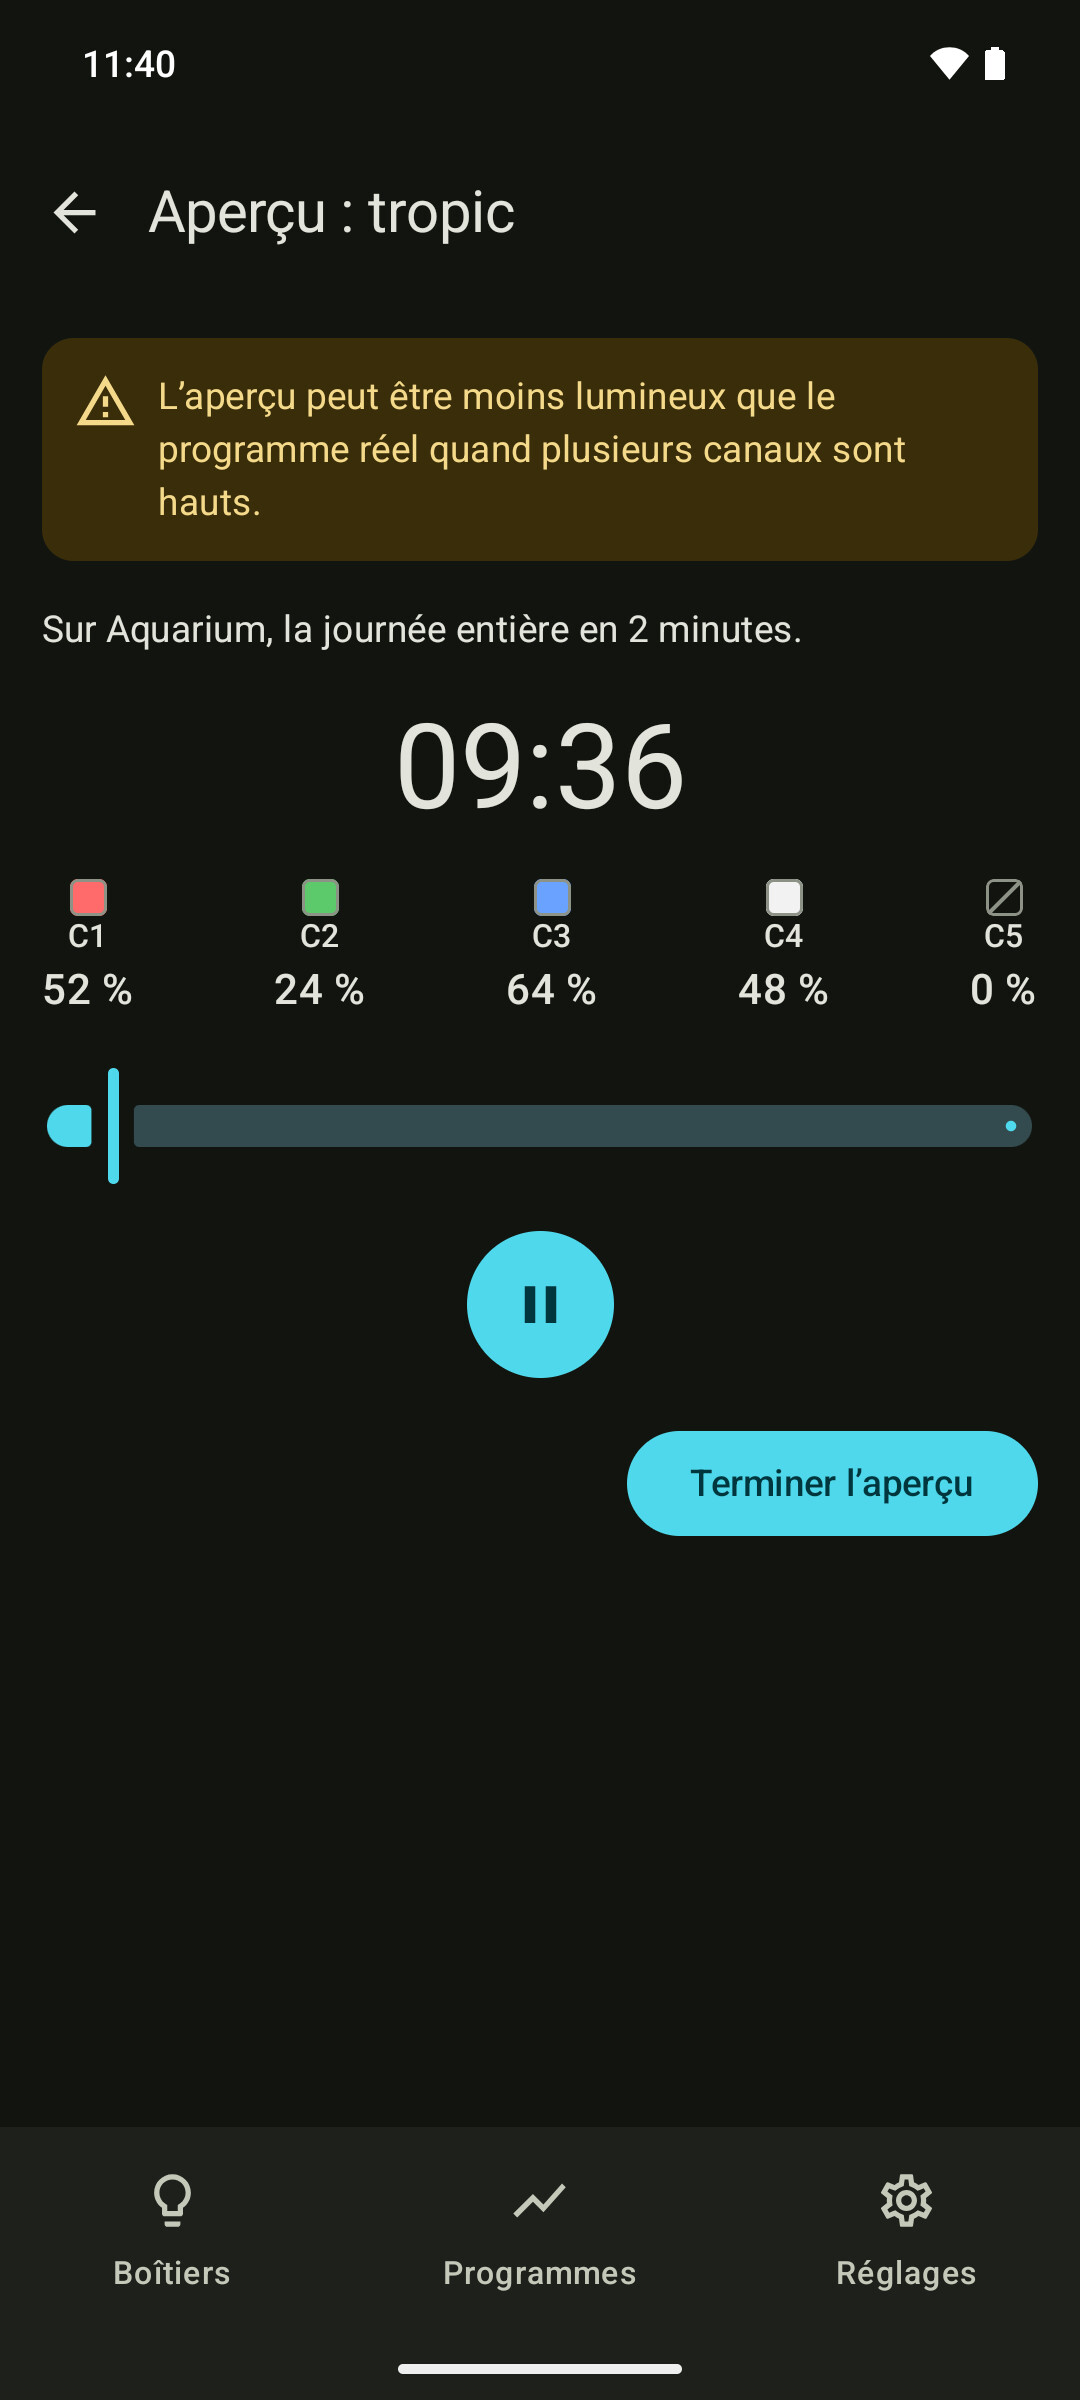 11:40
Aperçu : tropic
L’aperçu peut être moins lumineux que le
programme réel quand plusieurs canaux sont
hauts.
Sur Aquarium, la journée entière en 2 minutes.
09:36
C1 C2 C3 C4 C5
52 % 24 % 64 % 48 % 0 %
Terminer l’aperçu
Boîtiers Programmes Réglages